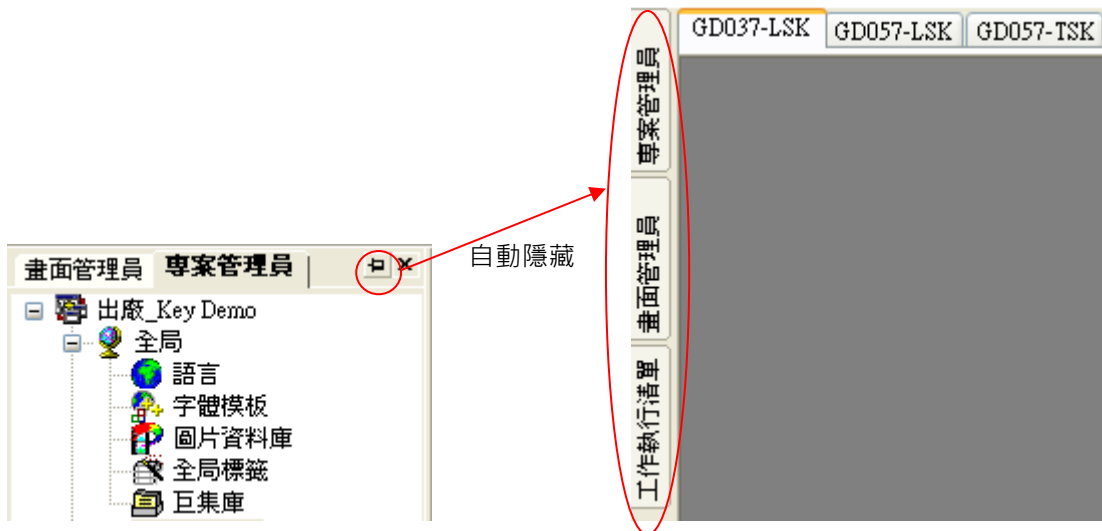 畫面管理員 專案管理員
出廠_Key Demo
全局
語言
字體模板
圖片資料庫
全局標籤
巨集庫
自動隱藏
GD037-LSK GD057-LSK GD057-TSK
專案管理員
畫面管理員
工作執行清單